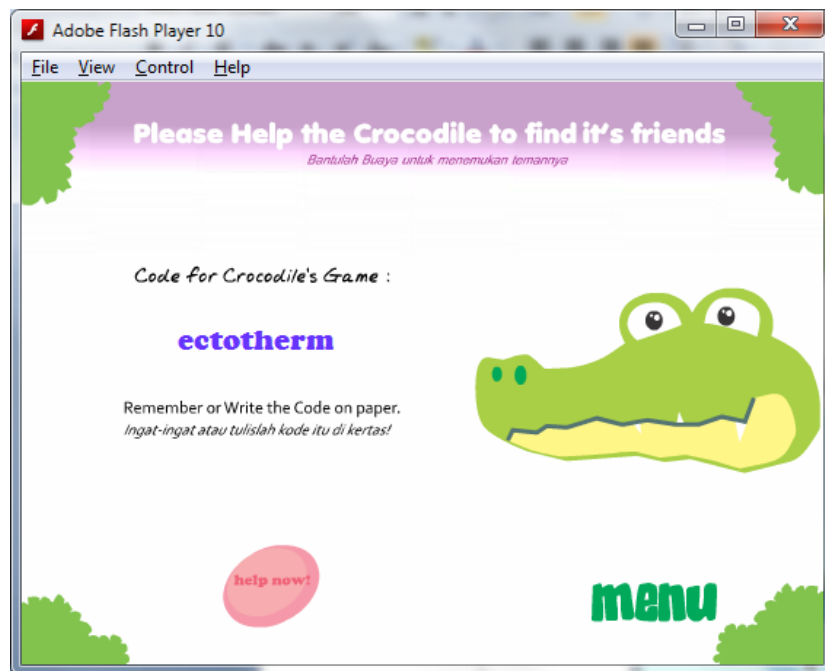 Adobe Flash Player 10
File View Control Help
Please Help the Crocodile to find it's friends
Bantulah Buaya untuk menemukan temannya
Code for Crocodile's Game :
ectotherm
Remember or Write the Code on paper.
Ingat-ingat atau tulislah kode itu di kertas!
help now!
menu